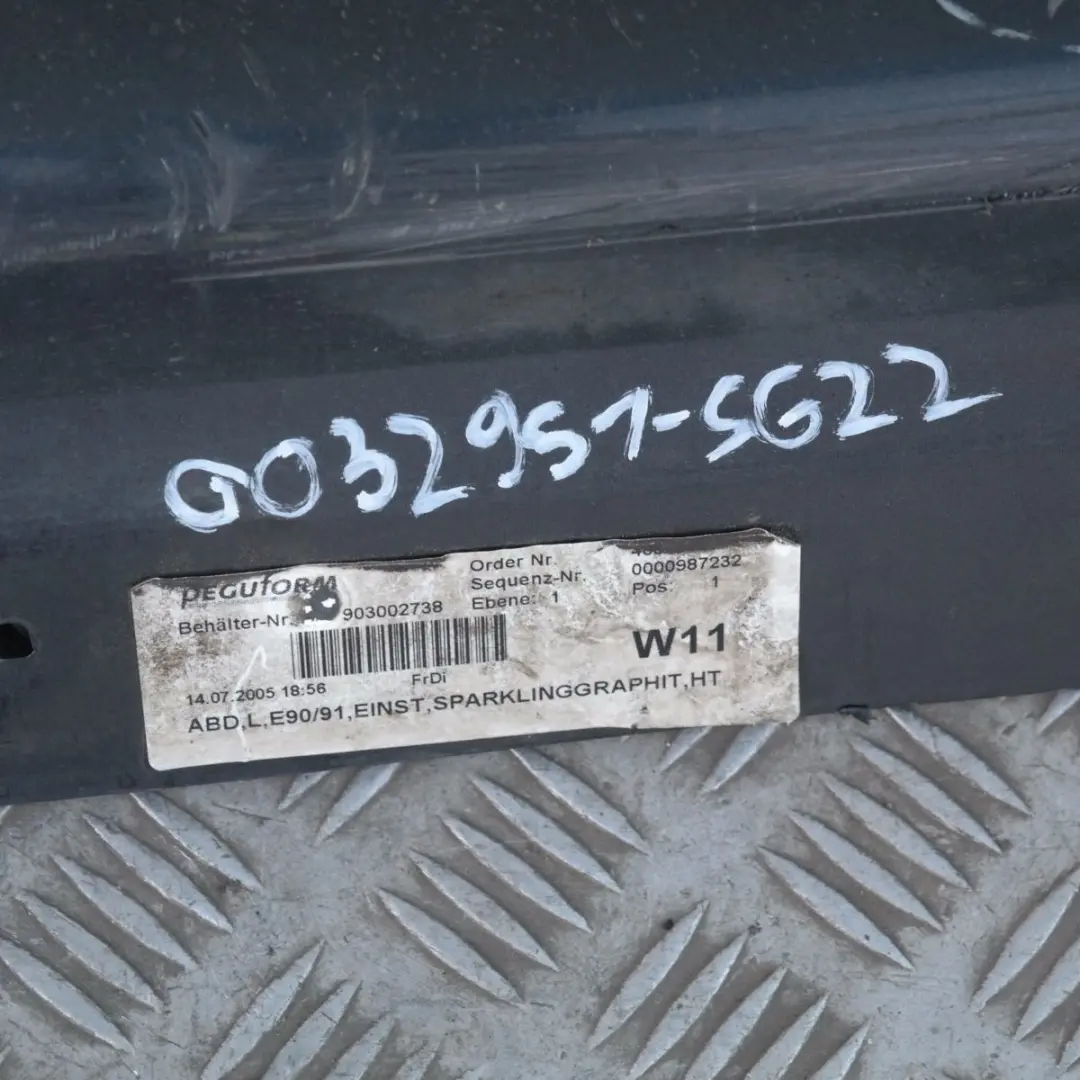 G032957-SG22
PEGUFORM
Order Nr.
Sequenz-Nr. 0000987232
Behälter-Nr. 903002738
Ebene: 1 Pos: 1
W11
FrDi
14.07.2005 18:56
ABD,L,E90/91,EINST,SPARKLINGGRAPHIT,HT